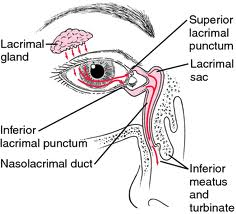 Superior
lacrimal
punctum
Lacrimal
gland
Lacrimal
sac
Inferior
lacrimal punctum
Nasolacrimal duct
Inferior
meatus
and
turbinate